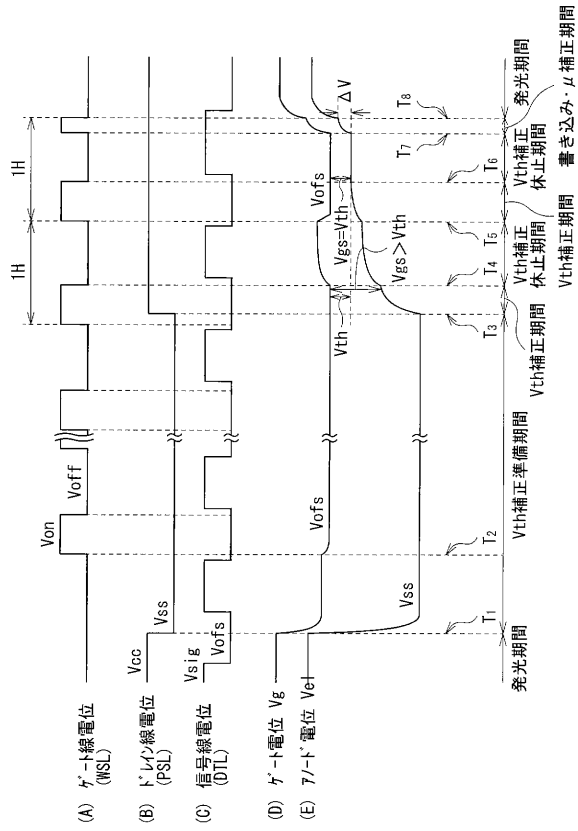 (A) ゲート線電位
(WSL)
Von
Voff
1H
1H
(B) ドレイン線電位
(PSL)
Vcc
Vss
(C) 信号線電位
(DTL)
Vsig
Vofs
(D) ゲート電位 Vg
(E) アノード電位 Vel
Vofs
Vss
Vth
Vgs>Vth
Vgs=Vth
Vofs
ΔV
T1
T2
T3
T4
T5
T6
T7
T8
発光期間
Vth補正準備期間
Vth補正期間
Vth補正
休止期間
Vth補正期間
Vth補正
休止期間
書き込み・μ補正期間
発光期間